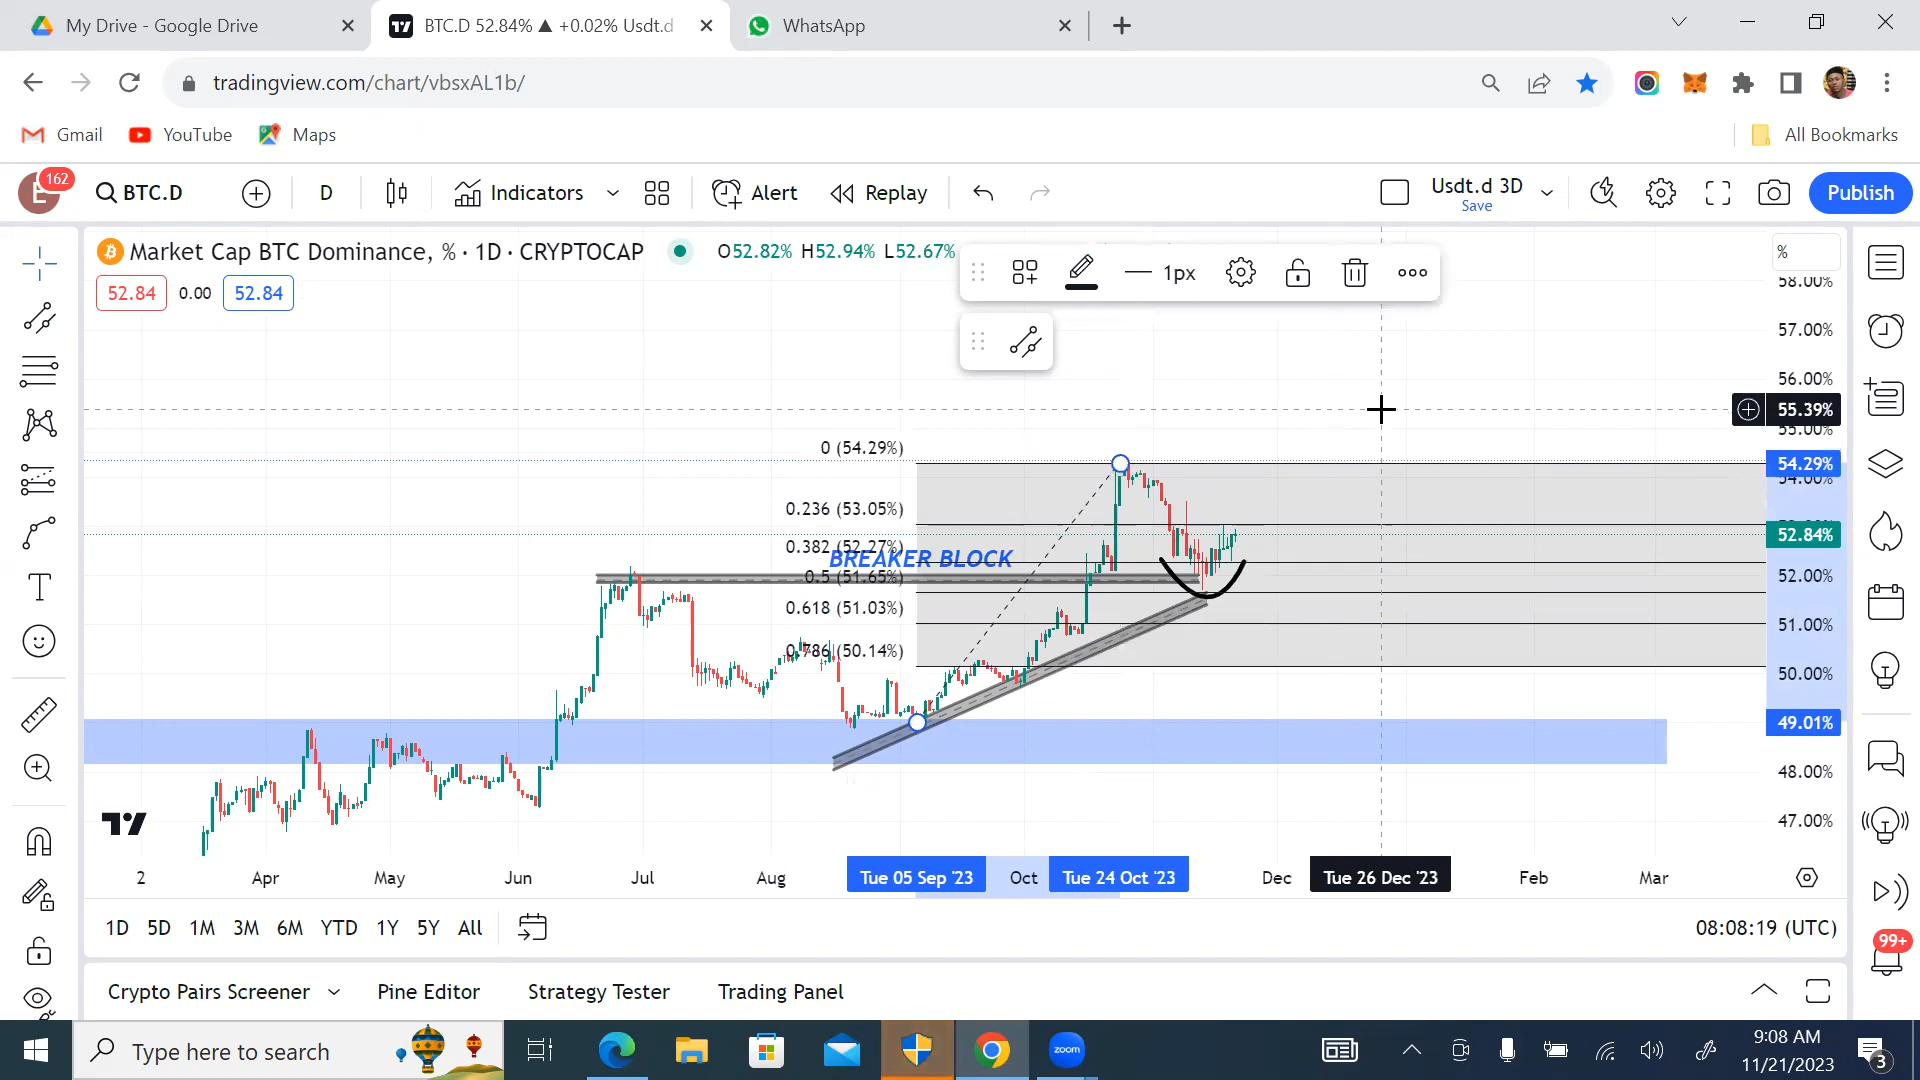 My Drive - Google Drive
BTC.D 52.84% ▲ +0.02% Usdt.d
WhatsApp
tradingview.com/chart/vbsxAL1b/
Gmail
YouTube
Maps
All Bookmarks
E
162
BTC.D
D
Indicators
Alert
Replay
Usdt.d 3D
Save
Publish
Market Cap BTC Dominance, % · 1D · CRYPTOCAP
O52.82% H52.94% L52.67%
52.84
0.00
52.84
1px
%
58.00%
57.00%
56.00%
55.39%
55.00%
54.29%
54.00%
52.84%
52.00%
51.00%
50.00%
49.01%
48.00%
47.00%
0 (54.29%)
0.236 (53.05%)
0.382 (52.27%)
BREAKER BLOCK
0.5 (51.65%)
0.618 (51.03%)
0.786 (50.14%)
2
Apr
May
Jun
Jul
Aug
Tue 05 Sep '23
Oct
Tue 24 Oct '23
Dec
Tue 26 Dec '23
Feb
Mar
1D 5D 1M 3M 6M YTD 1Y 5Y All
08:08:19 (UTC)
99+
Crypto Pairs Screener
Pine Editor
Strategy Tester
Trading Panel
Type here to search
zoom
9:08 AM
11/21/2023
3